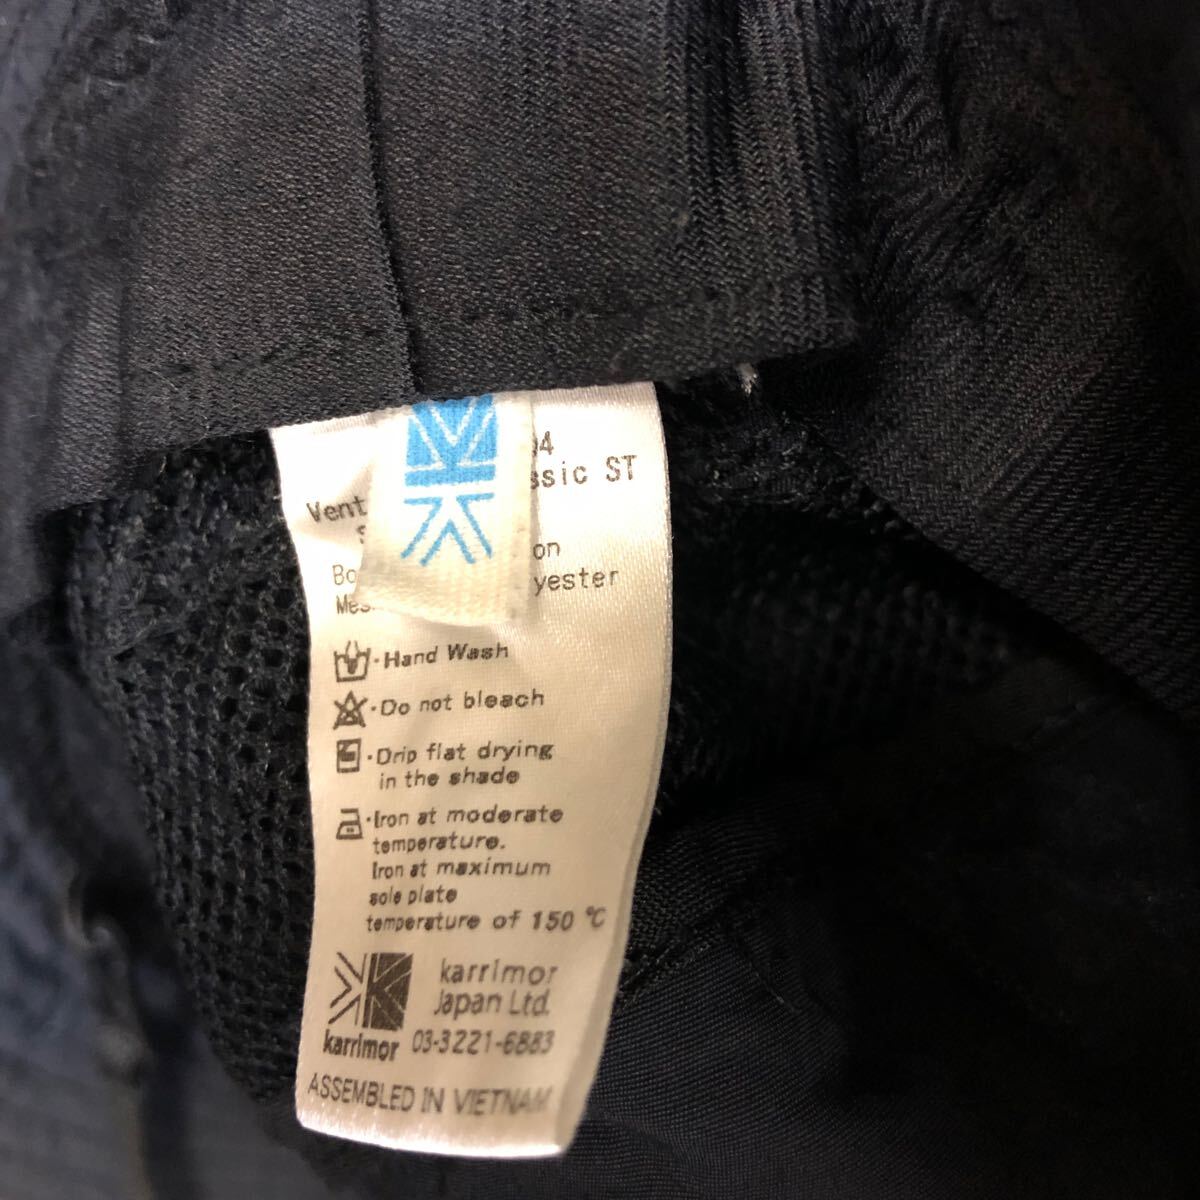 04
ssic ST
Vent
S
on
Bo
yester
Mes
·Hand Wash
·Do not bleach
·Drip flat drying
in the shade
·Iron at moderate
temperature.
Iron at maximum
sole plate
temperature of 150 ℃
karrimor
Japan Ltd.
karrimor 03-3221-6883
ASSEMBLED IN VIETNAM